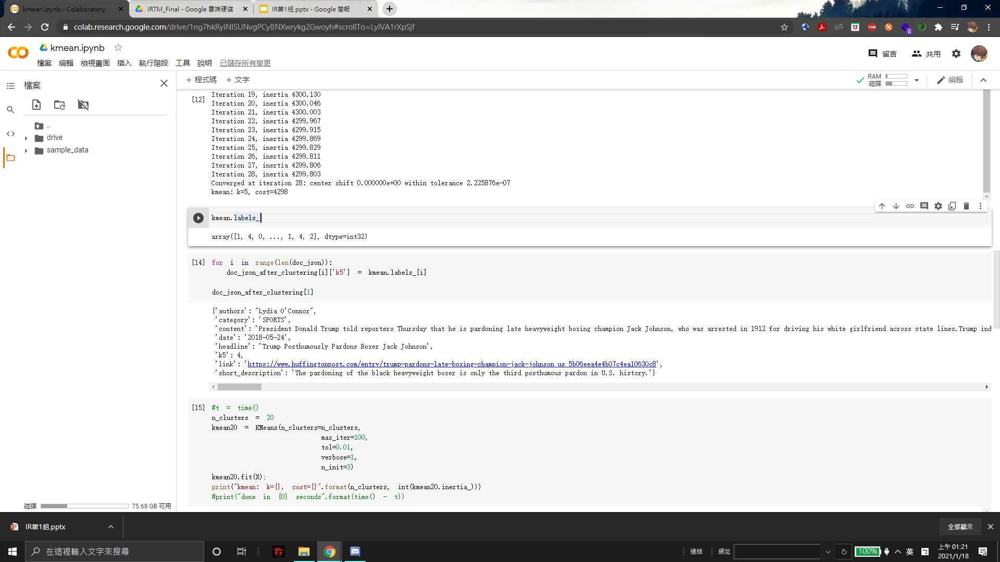 kmean.ipynb - Colaboratory
IRTM_Final - Google 雲端硬碟
IR第1組.pptx - Google 簡報
colab.research.google.com/drive/1ng7hkRyiNISUNvgPCyBNXwrykg2Gwoyh#scrollTo=LyiVA1rXpSjf
8
kmean.ipynb
留言
共用
檔案 編輯 檢視畫面 插入 執行階段 工具 說明 已儲存所有變更
檔案
+ 程式碼 + 文字
RAM
磁碟
編輯
..
drive
sample_data
磁碟 75.68 GB 可用
[12]
Iteration 19, inertia 4300.130
Iteration 20, inertia 4300.046
Iteration 21, inertia 4300.003
Iteration 22, inertia 4299.967
Iteration 23, inertia 4299.915
Iteration 24, inertia 4299.869
Iteration 25, inertia 4299.829
Iteration 26, inertia 4299.811
Iteration 27, inertia 4299.806
Iteration 28, inertia 4299.803
Converged at iteration 28: center shift 0.000000e+00 within tolerance 2.225876e-07
kmean: k=5, cost=4298
kmean.labels_
array([1, 4, 0, ..., 1, 4, 2], dtype=int32)
[14] for i in range(len(doc_json)):
doc_json_after_clustering[i]['k5'] = kmean.labels_[i]
doc_json_after_clustering[1]
{'authors': "Lydia O'Connor",
'category': 'SPORTS',
'content': 'President Donald Trump told reporters Thursday that he is pardoning late heavyweight boxing champion Jack Johnson, who was arrested in 1912 for driving his white girlfriend across state lines.Trump ind
'date': '2018-05-24',
'headline': 'Trump Posthumously Pardons Boxer Jack Johnson',
'k5': 4,
'link': 'https://www.huffingtonpost.com/entry/trump-pardons-late-boxing-champion-jack-johnson_us_5b06eea4e4b07c4ea10630c8',
'short_description': 'The pardoning of the black heavyweight boxer is only the third posthumous pardon in U.S. history.'}
[15] #t = time()
n_clusters = 20
kmean20 = KMeans(n_clusters=n_clusters,
max_iter=100,
tol=0.01,
verbose=1,
n_init=3)
kmean20.fit(X);
print("kmean: k={}, cost={}".format(n_clusters, int(kmean20.inertia_)))
#print("done in {0} seconds".format(time() - t))
IR第1組.pptx
全部顯示
在這裡輸入文字來搜尋
連結
網址
100%
英
上午 01:21
2021/1/18